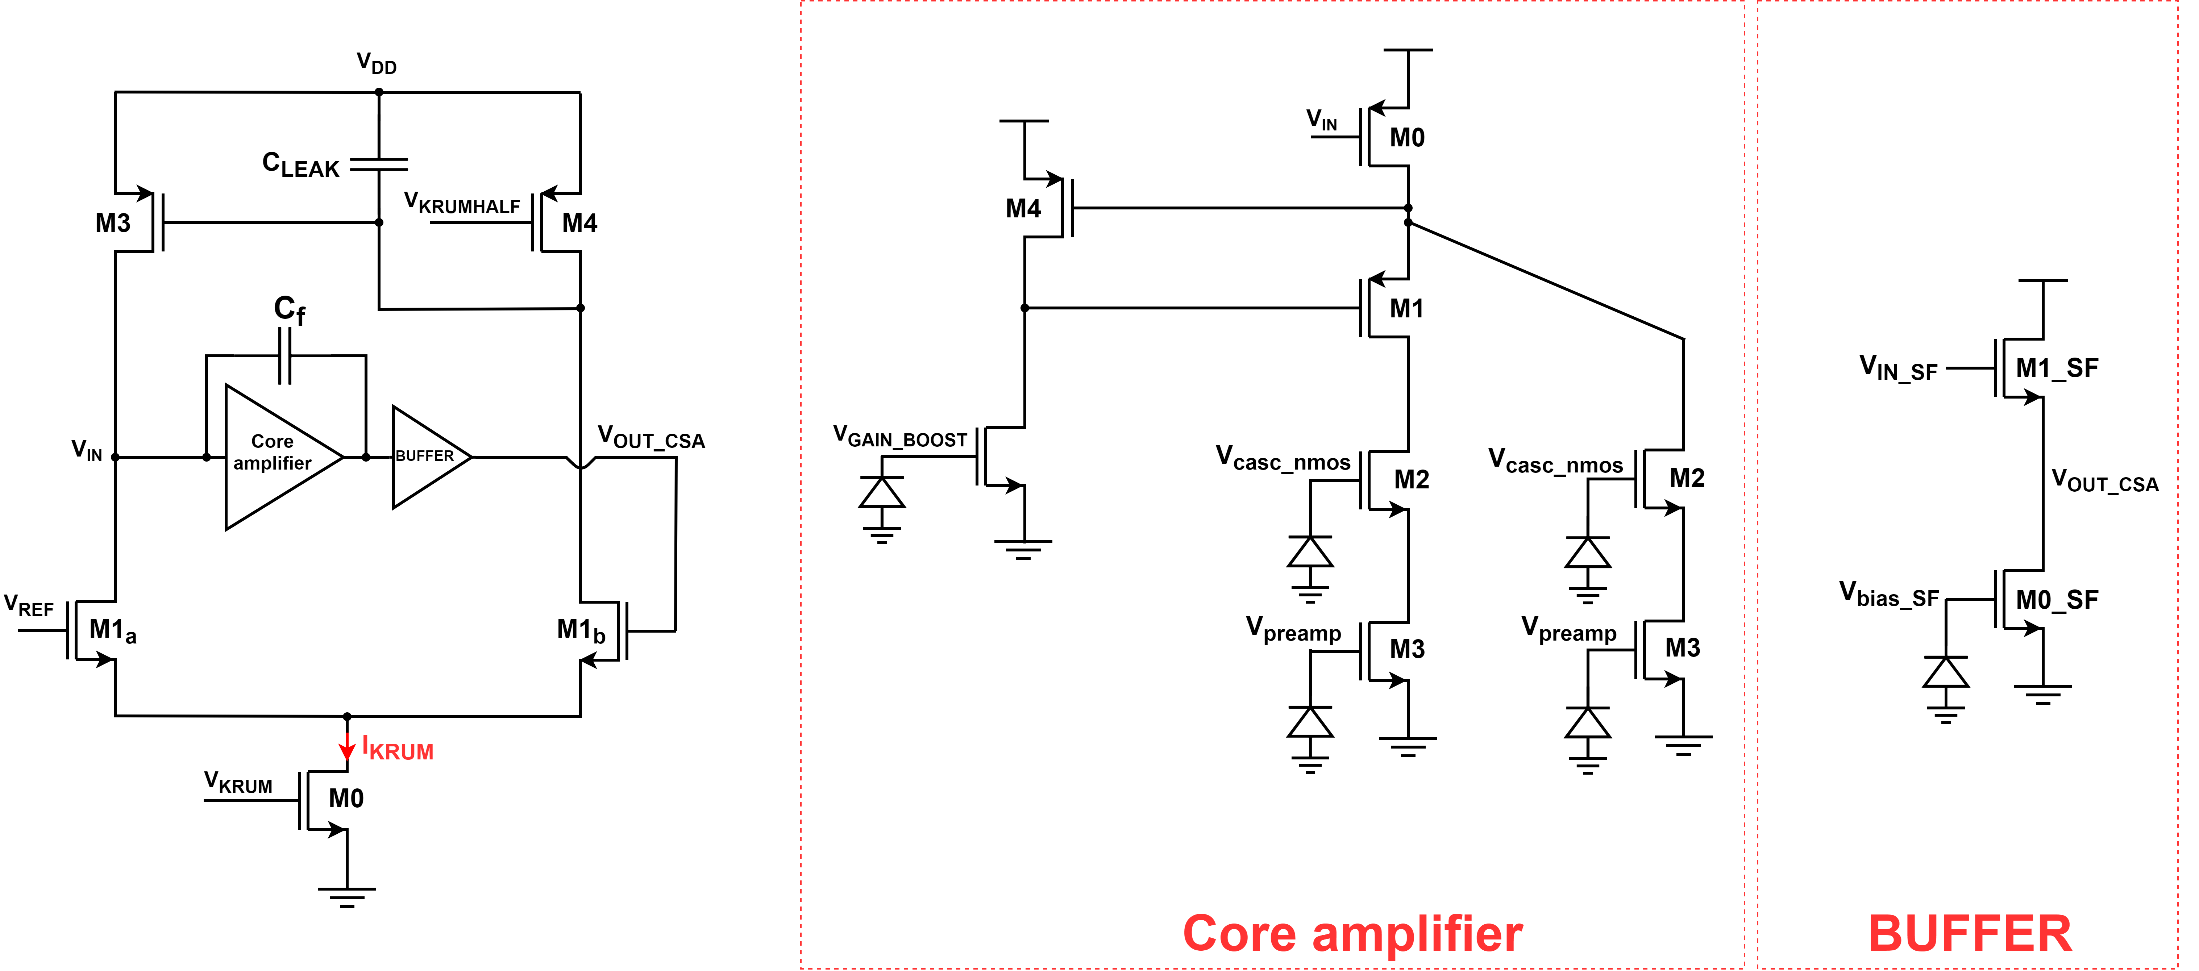 VDD
CLEAK
VKRUMHALF
M3
M4
Cf
VIN
Core
amplifier
BUFFER
VOUT_CSA
VREF
M1a
M1b
IKRUM
VKRUM
M0
VIN
M0
M4
M1
VGAIN_BOOST
Vcasc_nmos
M2
Vcasc_nmos
M2
Vpreamp
M3
Vpreamp
M3
Core amplifier
VIN_SF
M1_SF
VOUT_CSA
Vbias_SF
M0_SF
BUFFER